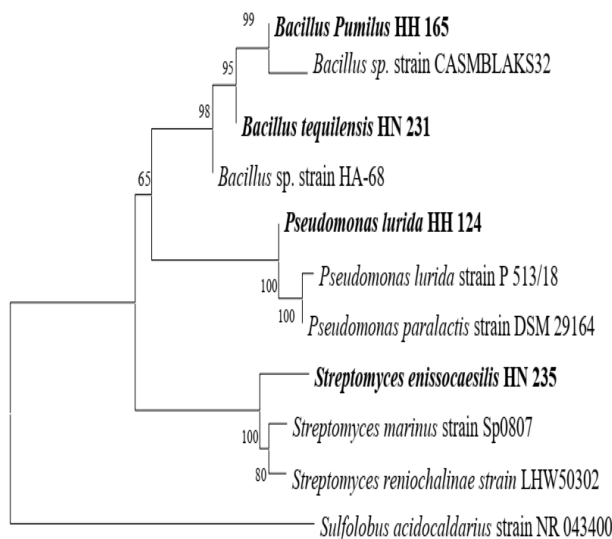 99
Bacillus Pumilus HH 165
Bacillus sp. strain CASMBLAKS32
95
98
Bacillus tequilensis HN 231
Bacillus sp. strain HA-68
65
Pseudomonas lurida HH 124
Pseudomonas lurida strain P 513/18
100
100
Pseudomonas paralactis strain DSM 29164
Streptomyces enissocaesilis HN 235
Streptomyces marinus strain Sp0807
100
80
Streptomyces reniochalinae strain LHW50302
Sulfolobus acidocaldarius strain NR 043400